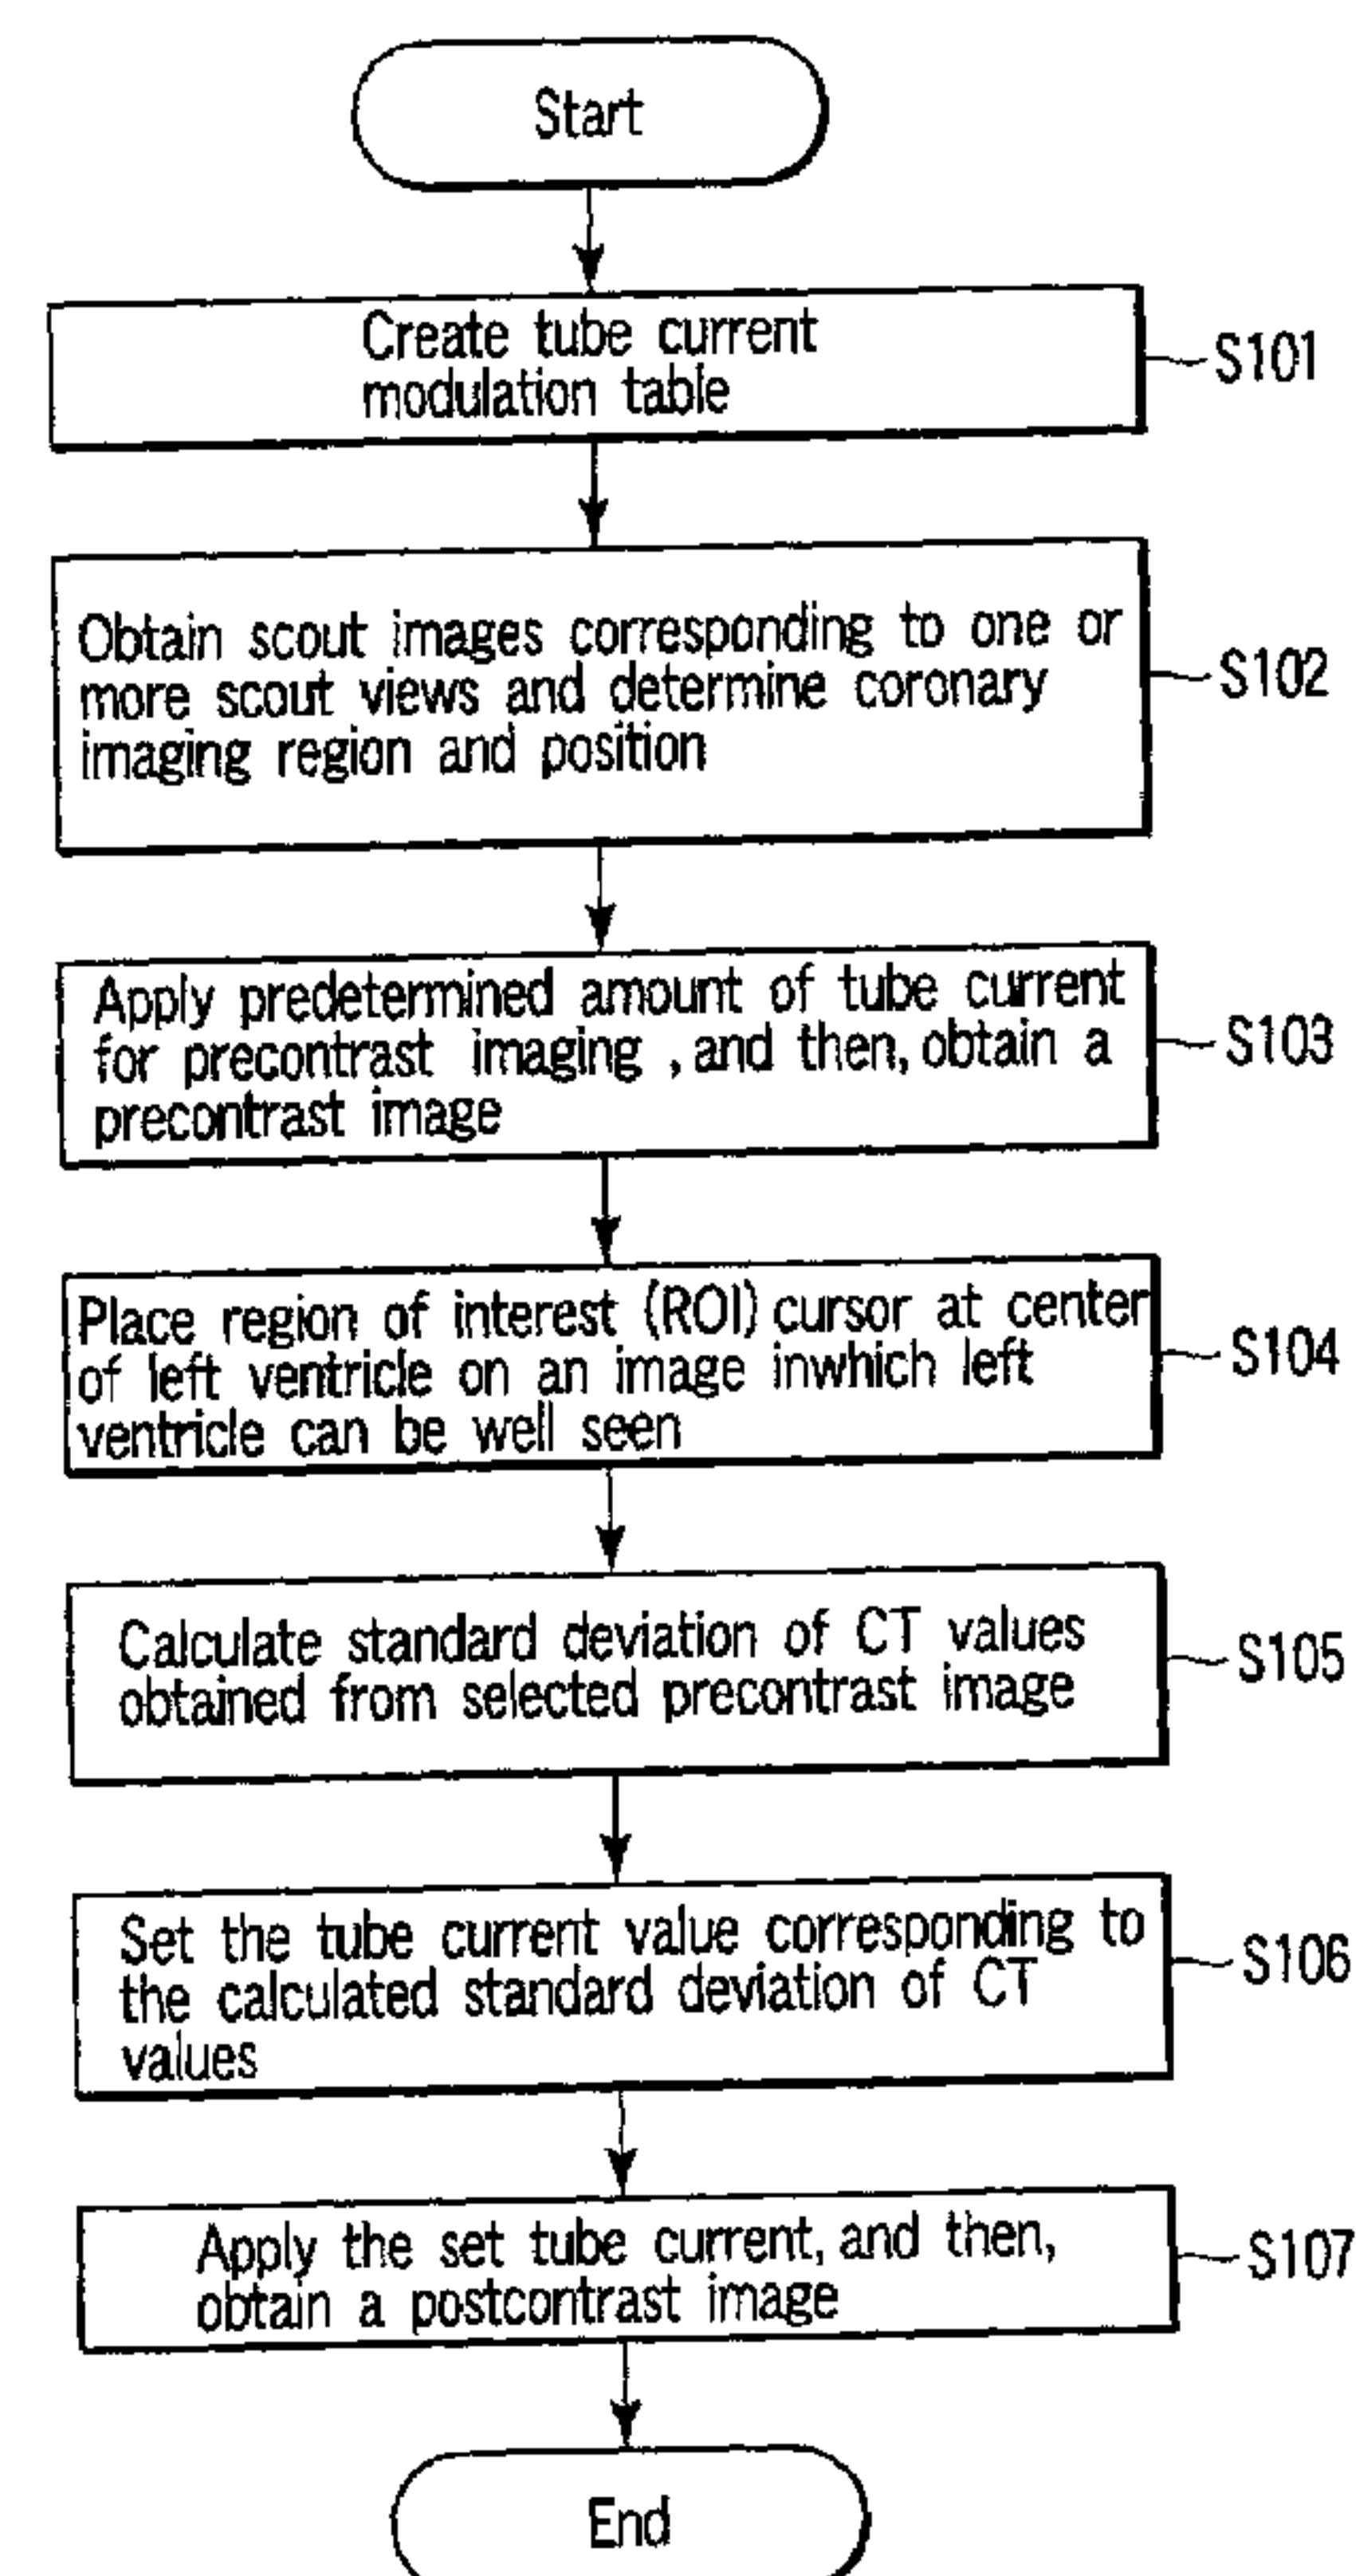 Start
Create tube current
modulation table
S101
Obtain scout images corresponding to one or
more scout views and determine coronary
imaging region and position
S102
Apply predetermined amount of tube current
for precontrast imaging , and then, obtain a
precontrast image
S103
Place region of interest (ROI) cursor at center
of left ventricle on an image inwhich left
ventricle can be well seen
S104
Calculate standard deviation of CT values
obtained from selected precontrast image
S105
Set the tube current value corresponding to
the calculated standard deviation of CT
values
S106
Apply the set tube current, and then,
obtain a postcontrast image
S107
End